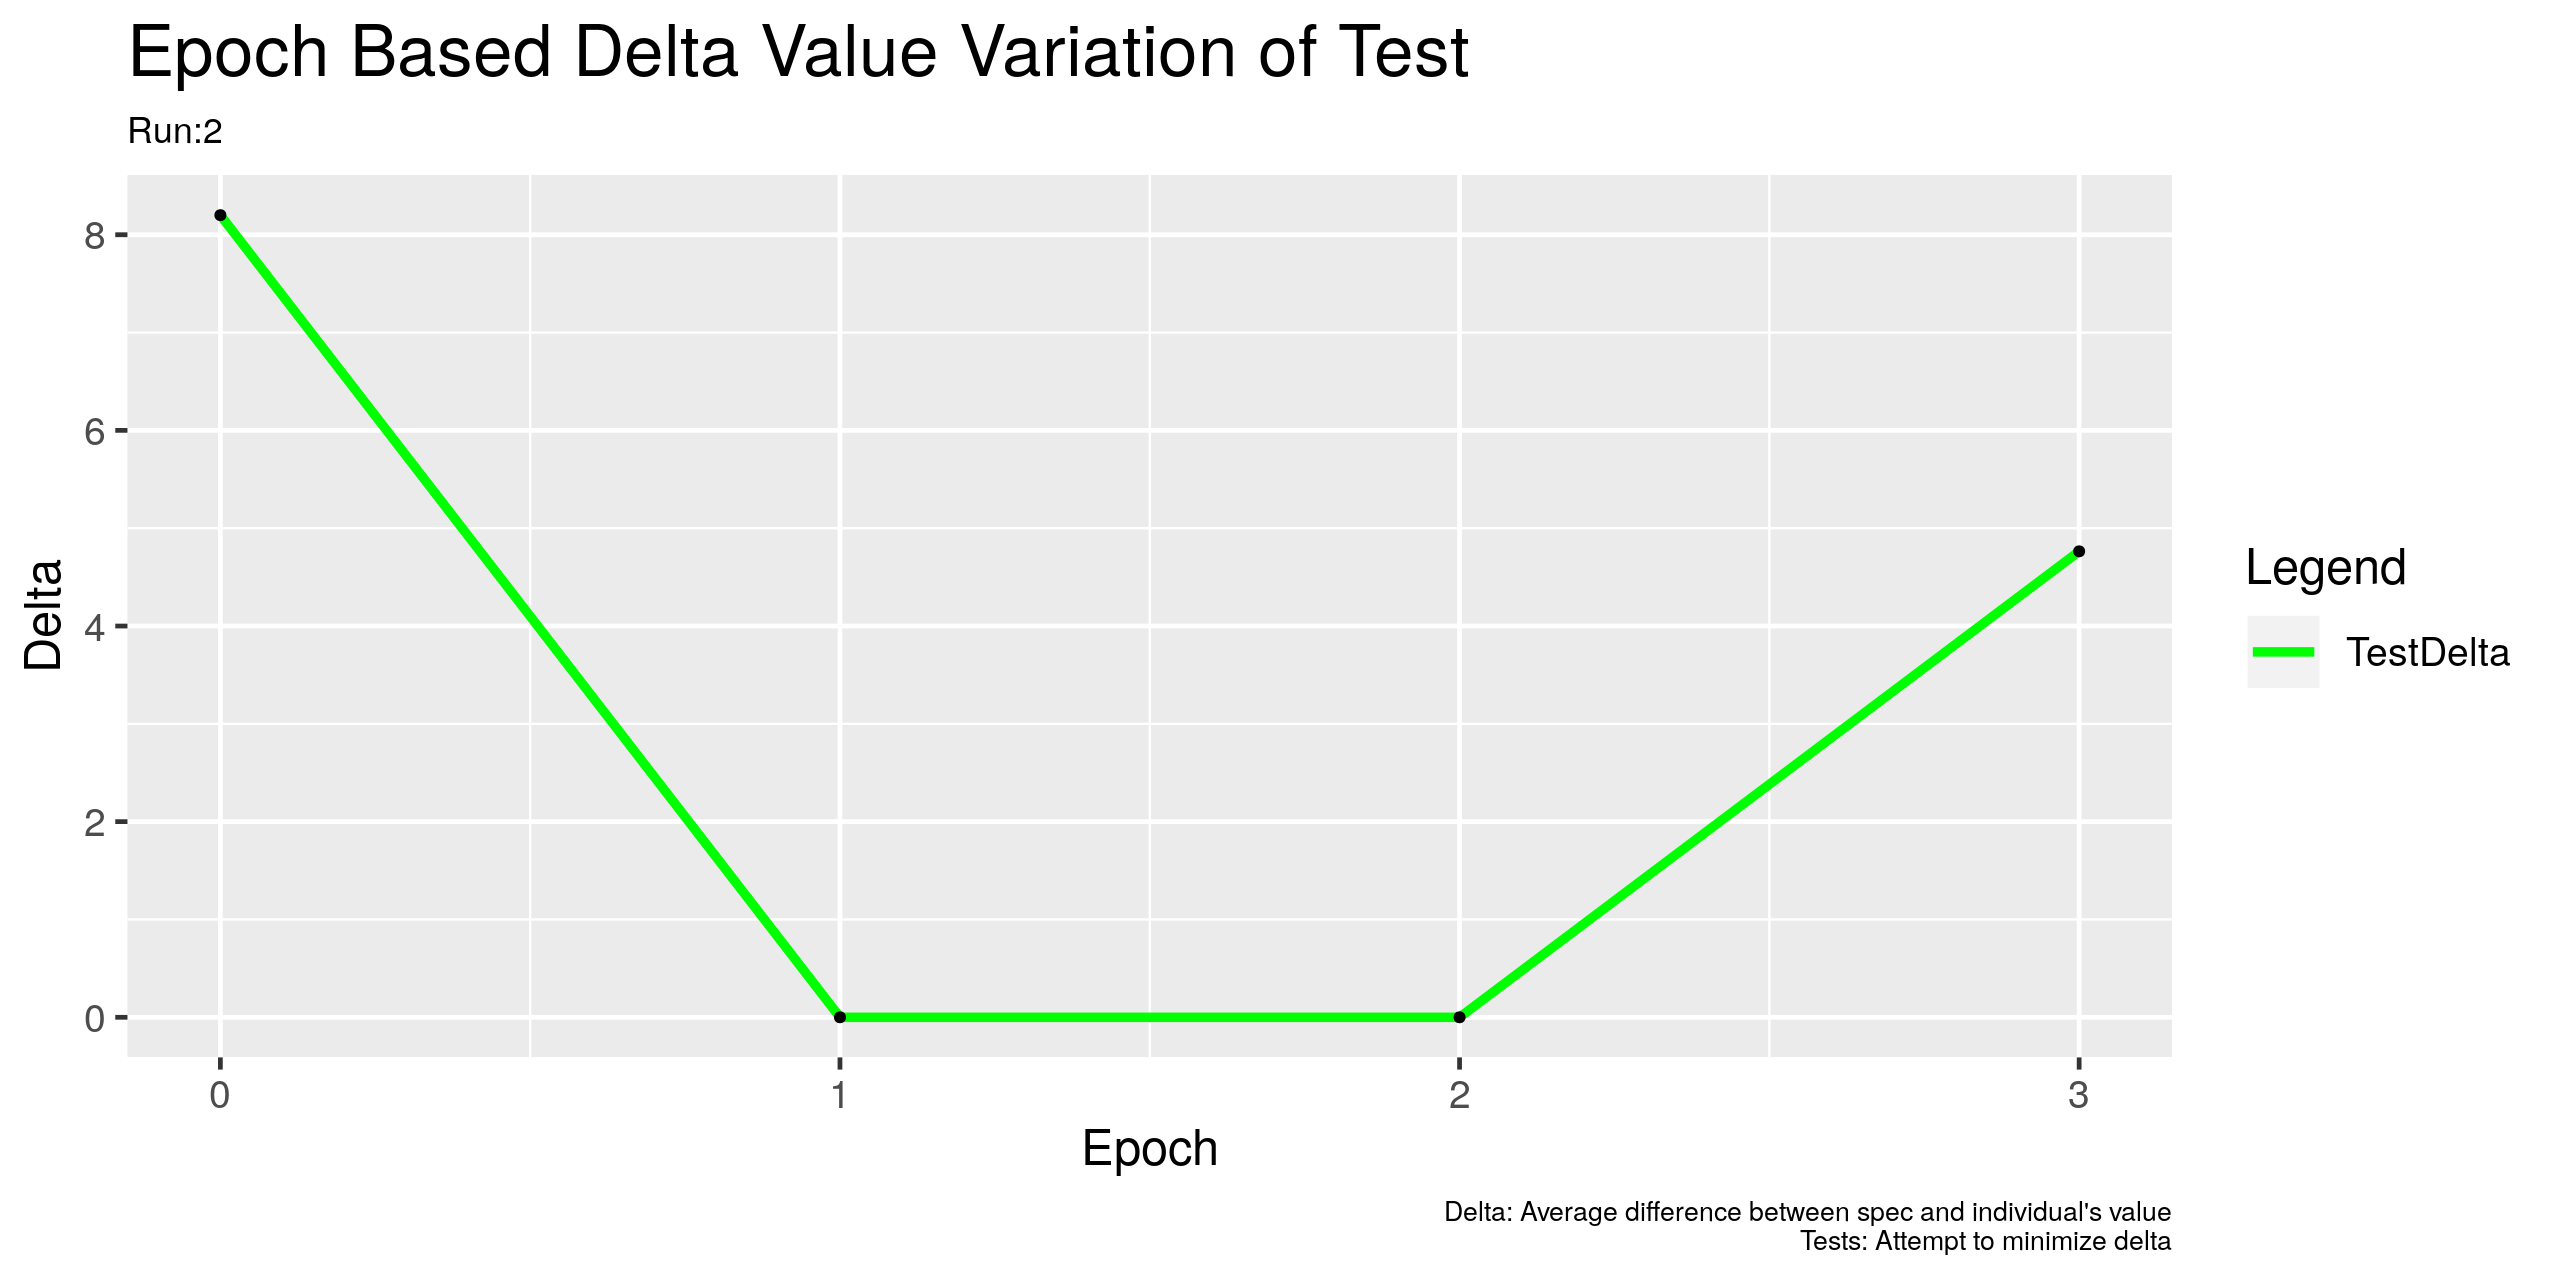 Epoch Based Delta Value Variation of Test
Run:2
8
6
4
2
0
Delta
0 1 2 3
Epoch
Legend
TestDelta
Delta: Average difference between spec and individual's value
Tests: Attempt to minimize delta